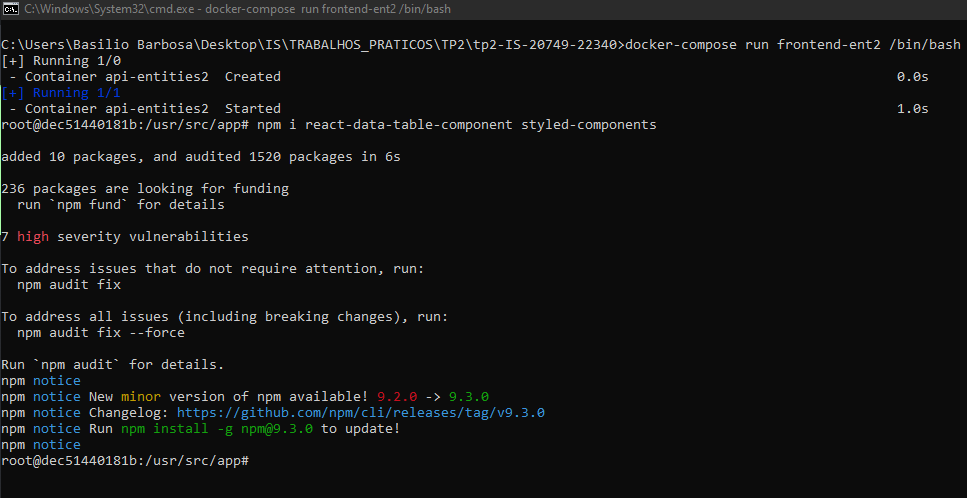 C:\Windows\System32\cmd.exe - docker-compose run frontend-ent2 /bin/bash
C:\Users\Basilio Barbosa\Desktop\IS\TRABALHOS_PRATICOS\TP2\tp2-IS-20749-22340>docker-compose run frontend-ent2 /bin/bash
[+] Running 1/0
 - Container api-entities2  Created                                                                             0.0s
[+] Running 1/1
 - Container api-entities2  Started                                                                             1.0s
root@dec51440181b:/usr/src/app# npm i react-data-table-component styled-components
added 10 packages, and audited 1520 packages in 6s
236 packages are looking for funding
  run `npm fund` for details
7 high severity vulnerabilities
To address issues that do not require attention, run:
  npm audit fix
To address all issues (including breaking changes), run:
  npm audit fix --force
Run `npm audit` for details.
npm notice
npm notice New minor version of npm available! 9.2.0 -> 9.3.0
npm notice Changelog: https://github.com/npm/cli/releases/tag/v9.3.0
npm notice Run npm install -g npm@9.3.0 to update!
npm notice
root@dec51440181b:/usr/src/app#